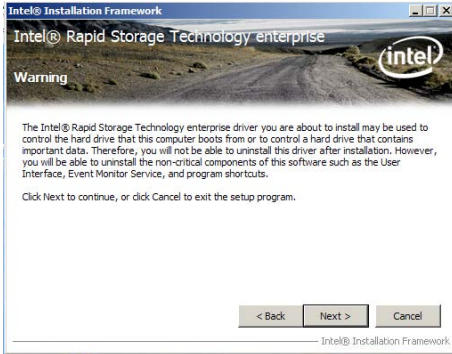 Intel® Installation Framework
Intel® Rapid Storage Technology enterprise
intel
Warning
The Intel® Rapid Storage Technology enterprise driver you are about to install may be used to
control the hard drive that this computer boots from or to control a hard drive that contains
important data. Therefore, you will not be able to uninstall this driver after installation. However,
you will be able to uninstall the non-critical components of this software such as the User
Interface, Event Monitor Service, and program shortcuts.
Click Next to continue, or click Cancel to exit the setup program.
< Back Next > Cancel
Intel® Installation Framework